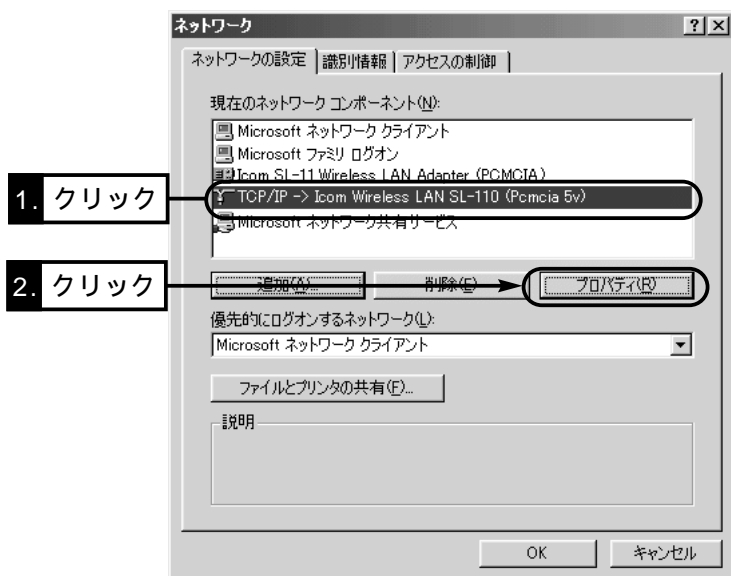 ネットワーク
ネットワークの設定 識別情報 アクセスの制御
現在のネットワーク コンポーネント(N):
Microsoft ネットワーク クライアント
Microsoft ファミリ ログオン
Icom SL-11 Wireless LAN Adapter (PCMCIA)
1. クリック
TCP/IP -> Icom Wireless LAN SL-110 (Pcmcia 5v)
Microsoft ネットワーク共有サービス
2. クリック
追加(A)... 削除(E) プロパティ(R)
優先的にログオンするネットワーク(L):
Microsoft ネットワーク クライアント
ファイルとプリンタの共有(F)...
説明
OK キャンセル